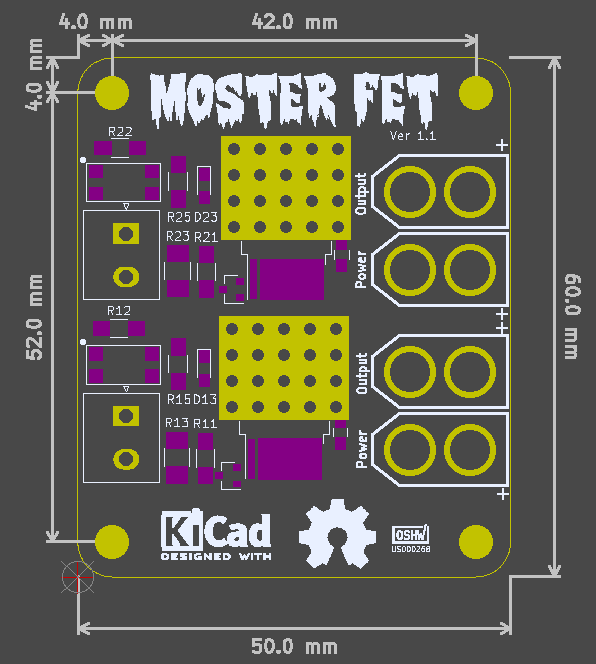 4.0 mm
42.0 mm
4.0 mm
MOSTER FET
Ver 1.1
R22
+
Output
R25 D23
R23 R21
Power
+
52.0 mm
60.0 mm
R12
+
Output
R15 D13
R13 R11
Power
+
KiCad
DESIGNED WITH
OSHW
US000268
50.0 mm